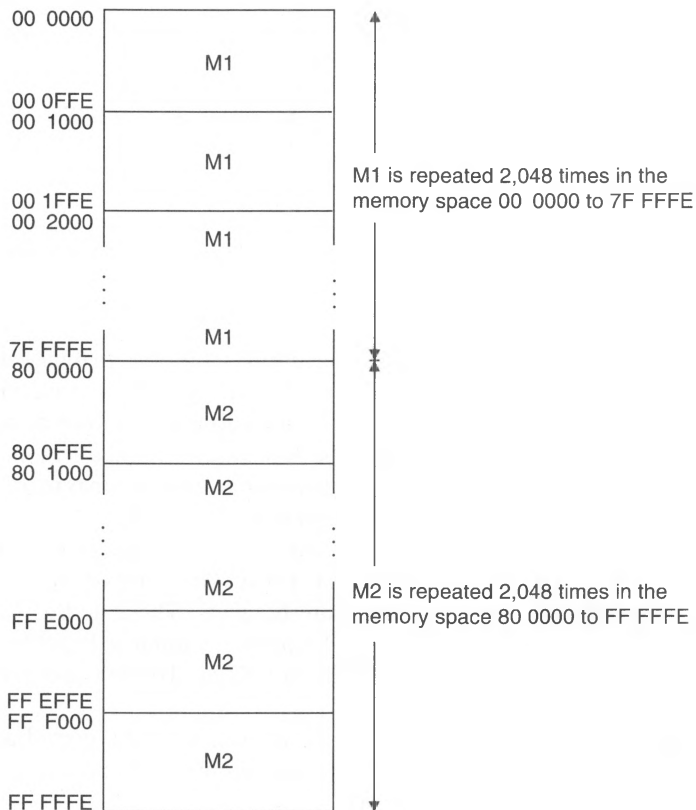 00 0000
M1
00 0FFE
00 1000
M1
M1 is repeated 2,048 times in the
memory space 00 0000 to 7F FFFE
00 1FFE
00 2000
M1
M1
7F FFFE
80 0000
M2
80 0FFE
80 1000
M2
M2
M2 is repeated 2,048 times in the
memory space 80 0000 to FF FFFE
FF E000
M2
FF EFFE
FF F000
M2
FF FFFE